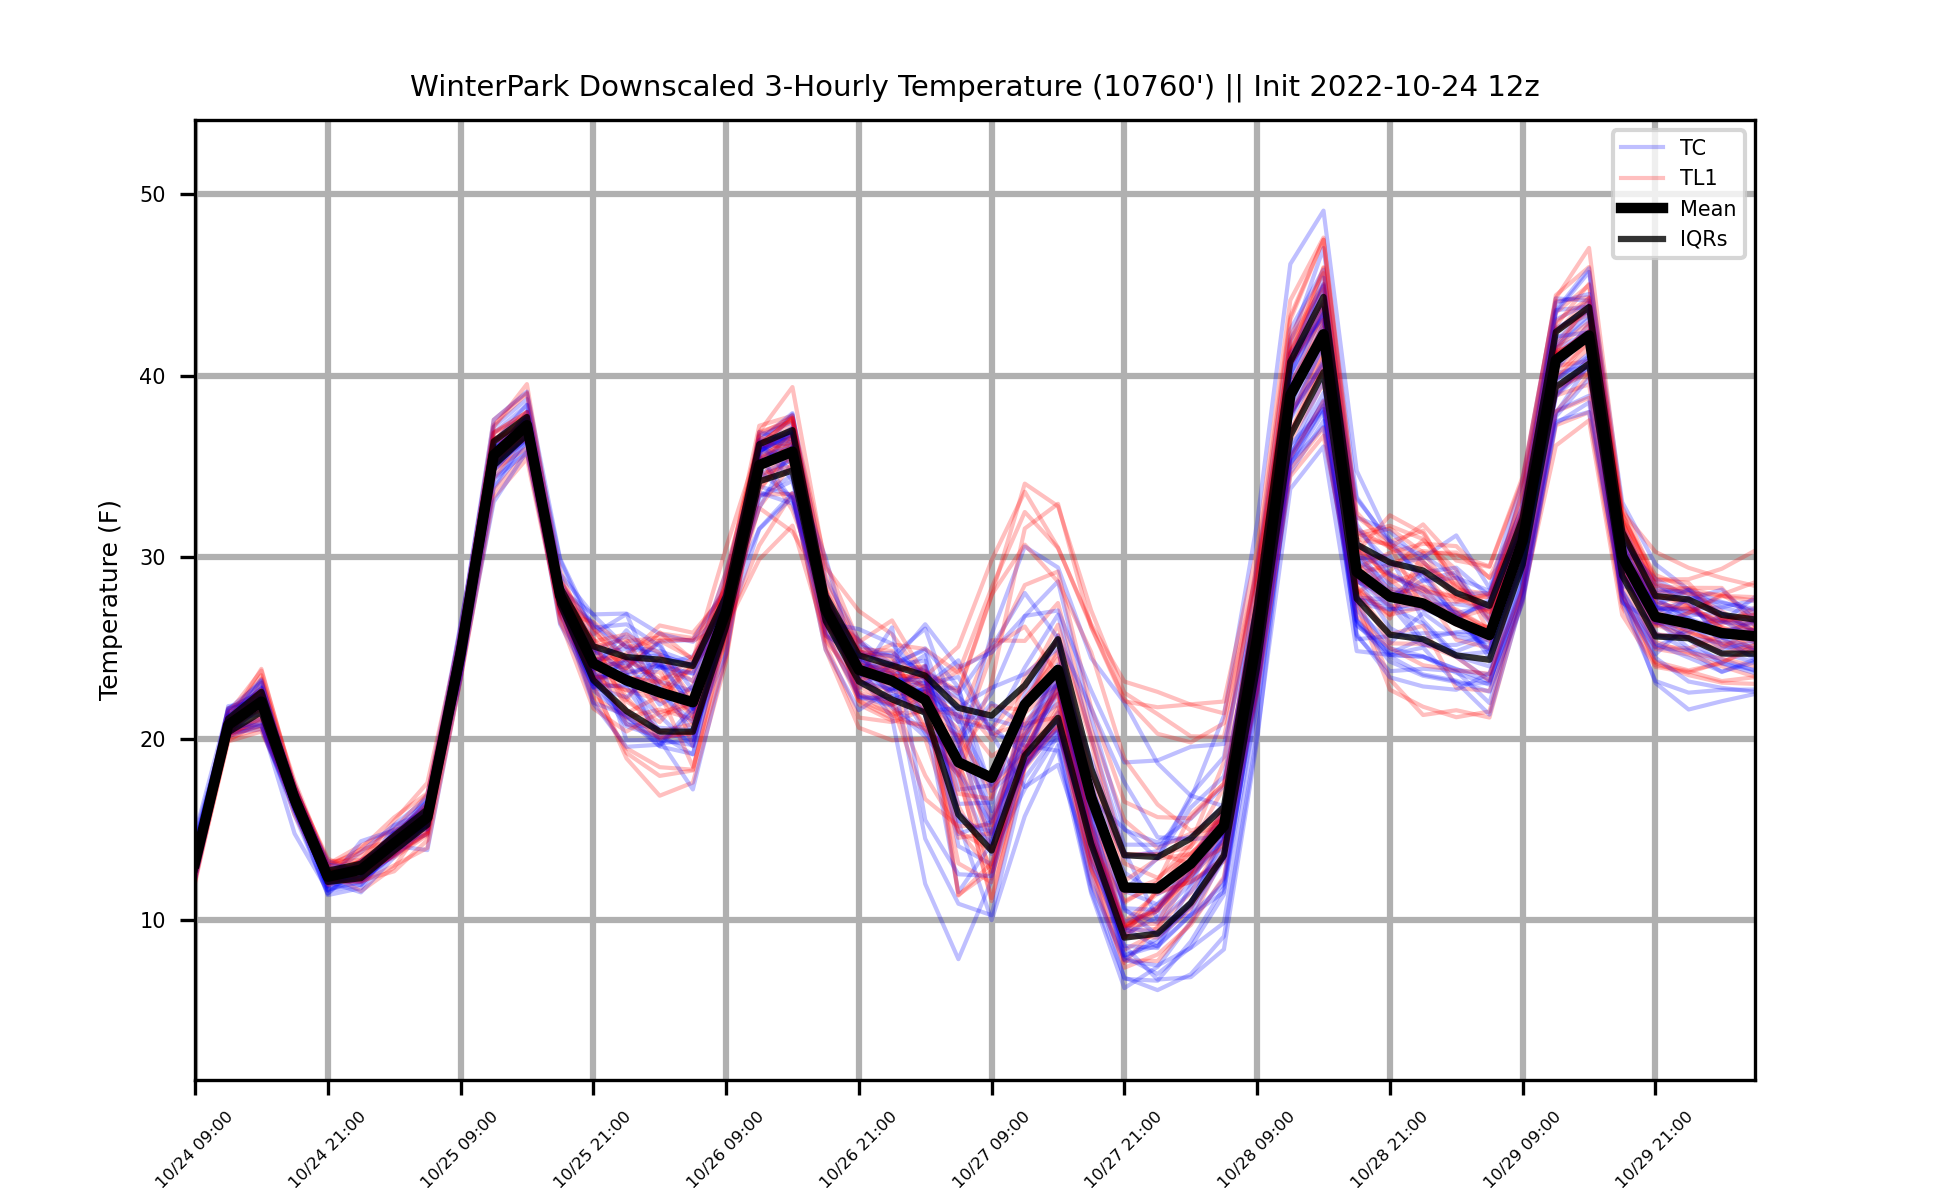 WinterPark Downscaled 3-Hourly Temperature (10760') || Init 2022-10-24 12z
TC
TL1
Mean
IQRs
Temperature (F)
50
40
30
20
10
10/24 09:00
10/24 21:00
10/25 09:00
10/25 21:00
10/26 09:00
10/26 21:00
10/27 09:00
10/27 21:00
10/28 09:00
10/28 21:00
10/29 09:00
10/29 21:00